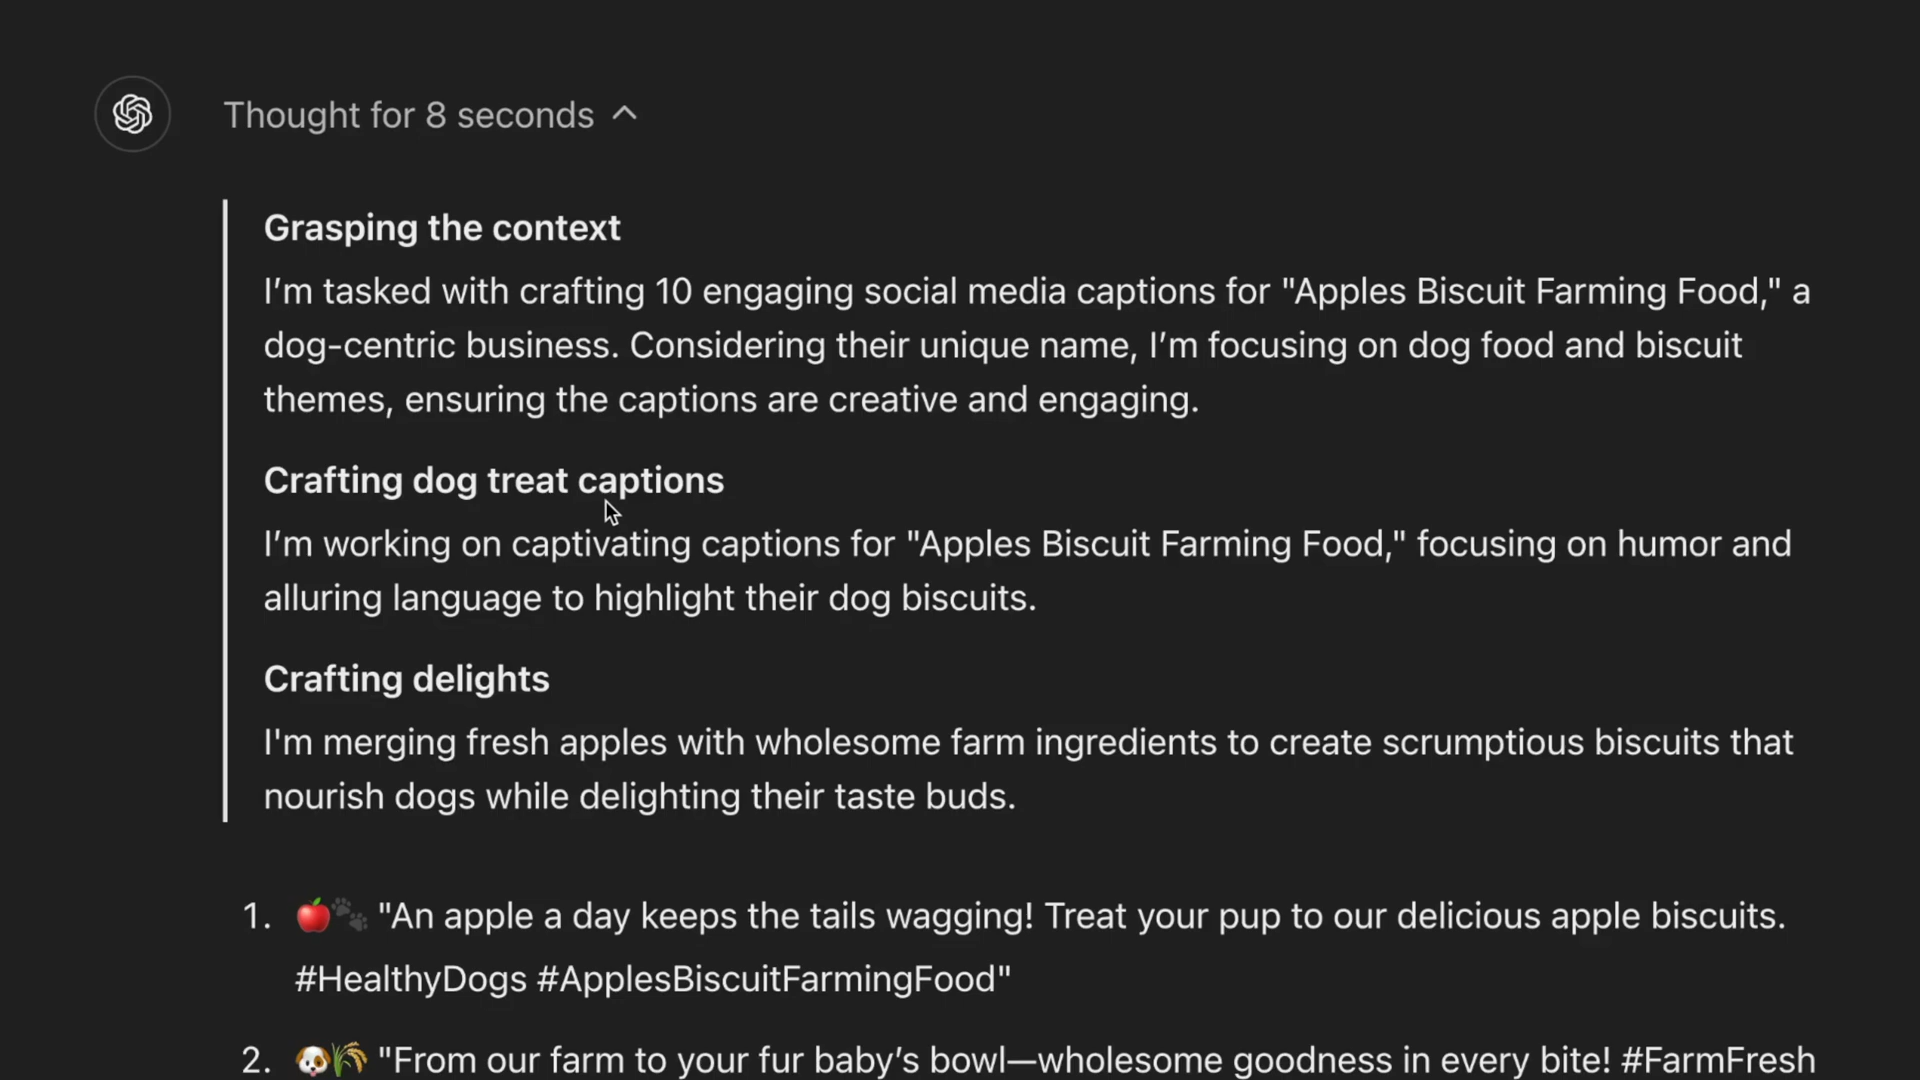 Thought for 8 seconds
Grasping the context
I’m tasked with crafting 10 engaging social media captions for "Apples Biscuit Farming Food," a
dog-centric business. Considering their unique name, I’m focusing on dog food and biscuit
themes, ensuring the captions are creative and engaging.
Crafting dog treat captions
I’m working on captivating captions for "Apples Biscuit Farming Food," focusing on humor and
alluring language to highlight their dog biscuits.
Crafting delights
I'm merging fresh apples with wholesome farm ingredients to create scrumptious biscuits that
nourish dogs while delighting their taste buds.
1. 🍎🐾 "An apple a day keeps the tails wagging! Treat your pup to our delicious apple biscuits.
#HealthyDogs #ApplesBiscuitFarmingFood"
2. 🐶🌾 "From our farm to your fur baby’s bowl—wholesome goodness in every bite! #FarmFresh